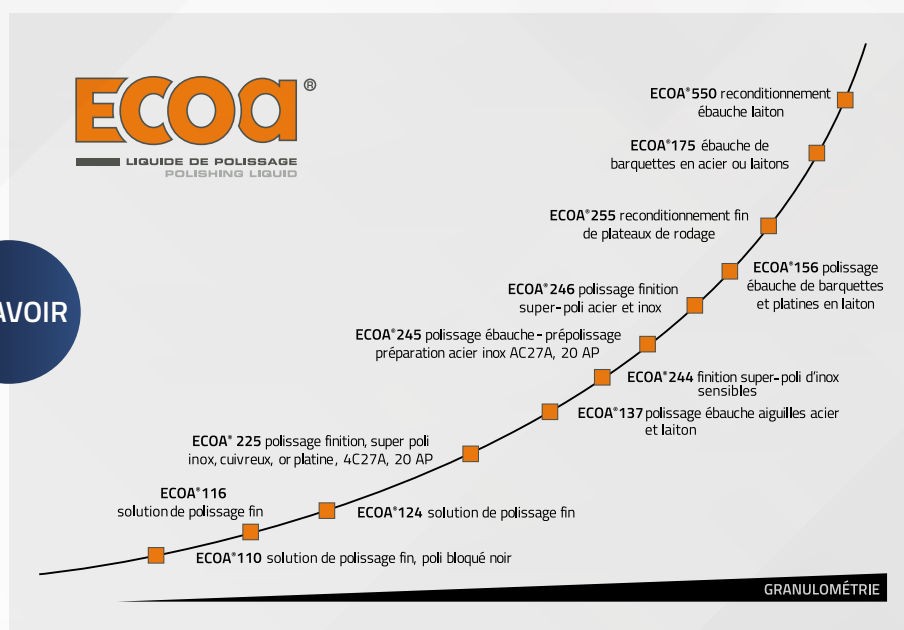 ECOa®
LIQUIDE DE POLISSAGE
POLISHING LIQUID
ECOA®550 reconditionnement
ébauche laiton
ECOA®175 ébauche de
barquettes en acier ou laitons
ECOA®255 reconditionnement fin
de plateaux de rodage
ECOA®156 polissage
ébauche de barquettes
et platines en laiton
ECOA®246 polissage finition
super-poli acier et inox
AVOIR
ECOA®245 polissage ébauche-prépolissage
préparation acier inox AC27A, 20 AP
ECOA®244 finition super-poli d'inox
sensibles
ECOA®137 polissage ébauche aiguilles acier
et laiton
ECOA® 225 polissage finition, super poli
inox, cuivreux, or platine, 4C27A, 20 AP
ECOA®116
solution de polissage fin
ECOA®124 solution de polissage fin
ECOA®110 solution de polissage fin, poli bloqué noir
GRANULOMÉTRIE